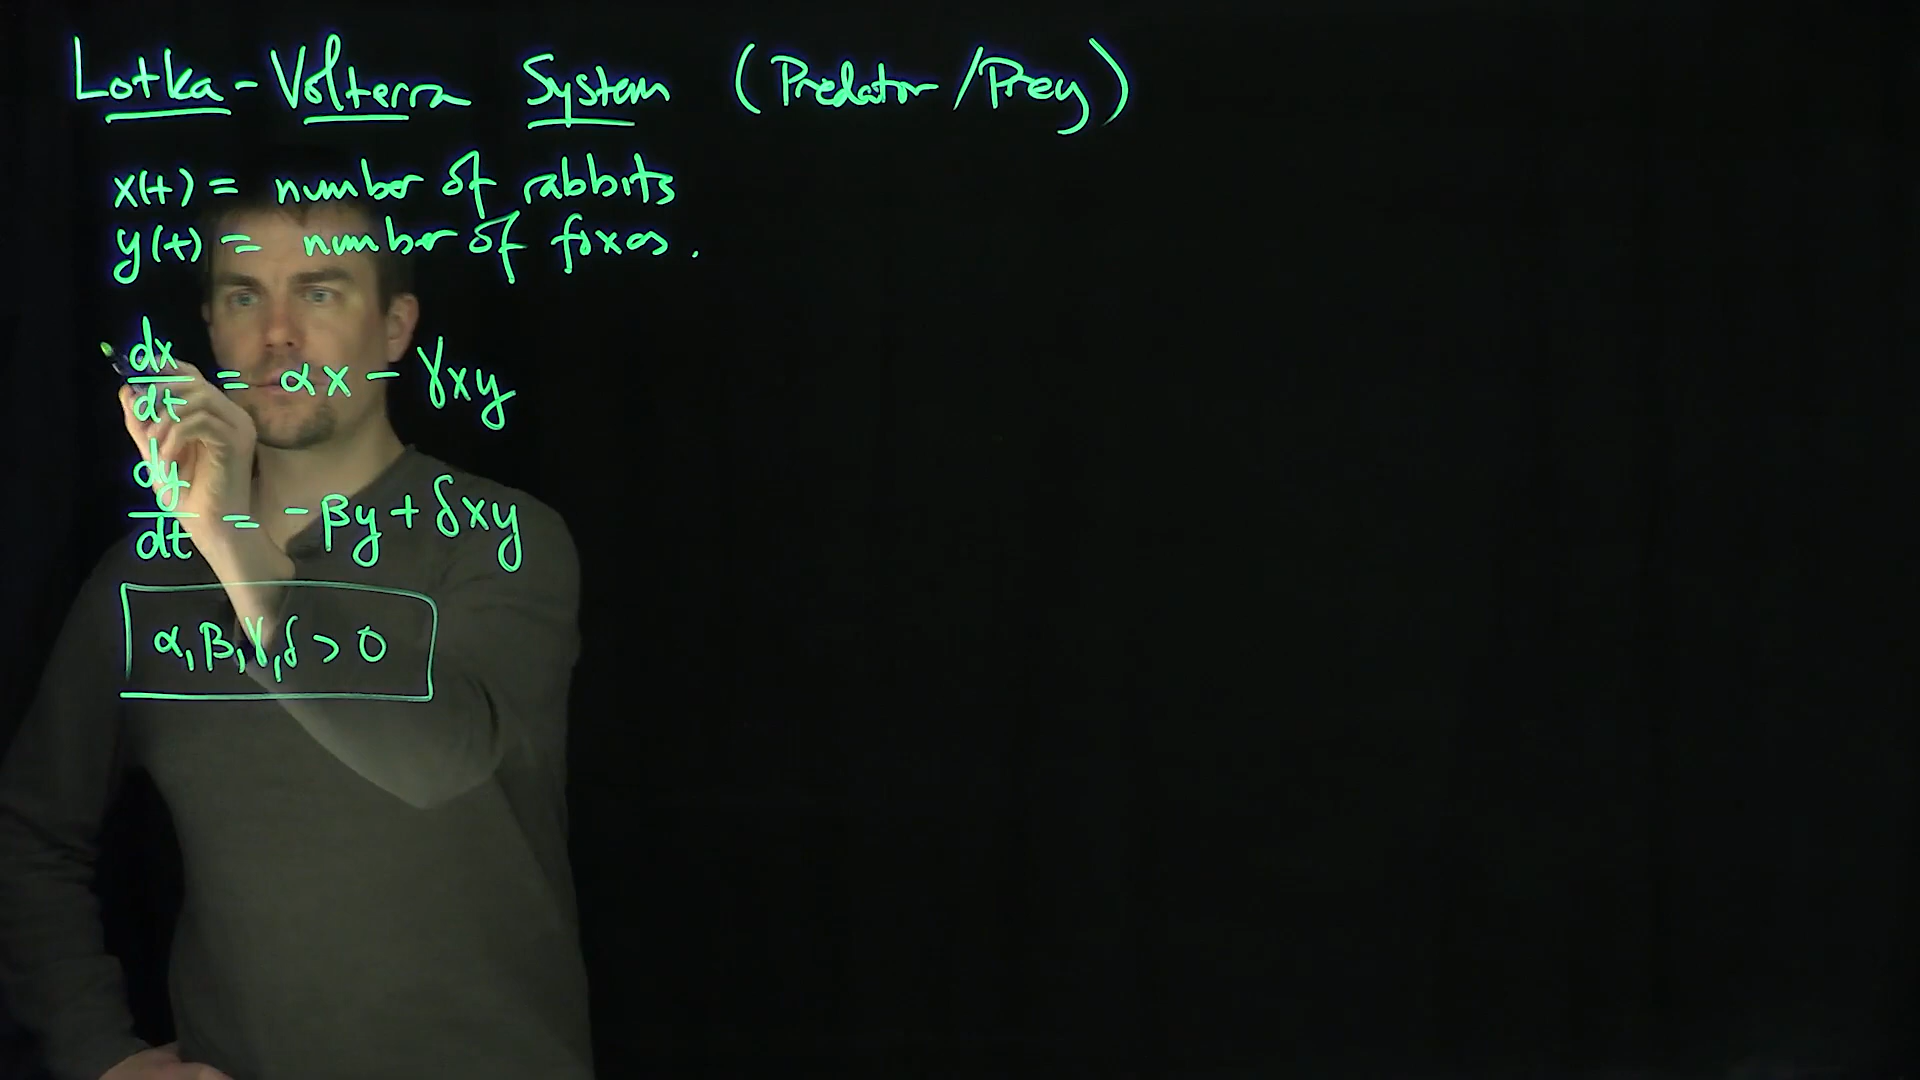 Lotka-Volterra System (Predator/Prey)
x(t) = number of rabbits
y(t) = number of foxes.
dx/dt = αx - γxy
dy/dt = -βy + δxy
α, β, γ, δ > 0